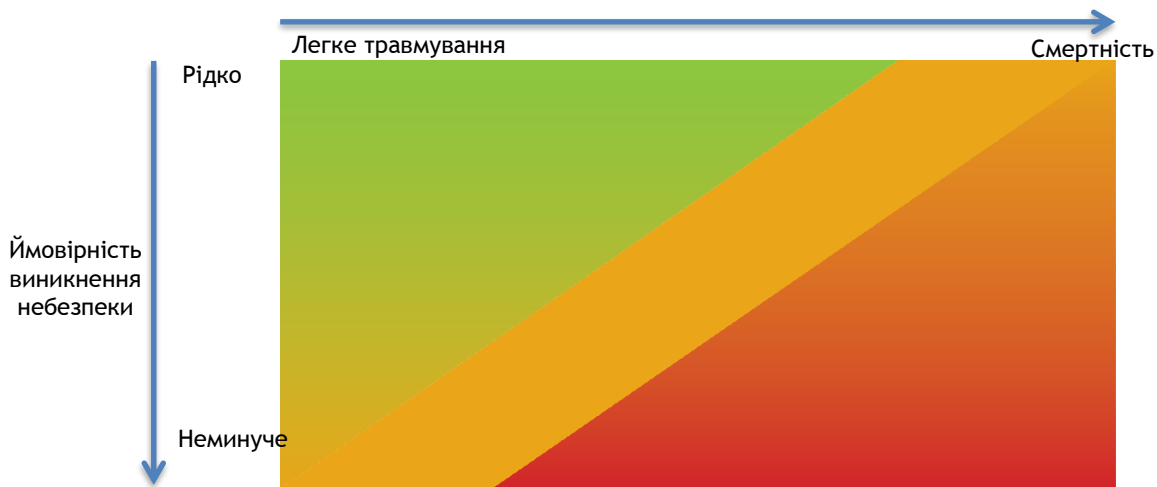 Легке травмування
Смертність
Рідко
Ймовірність
виникнення
небезпеки
Неминуче